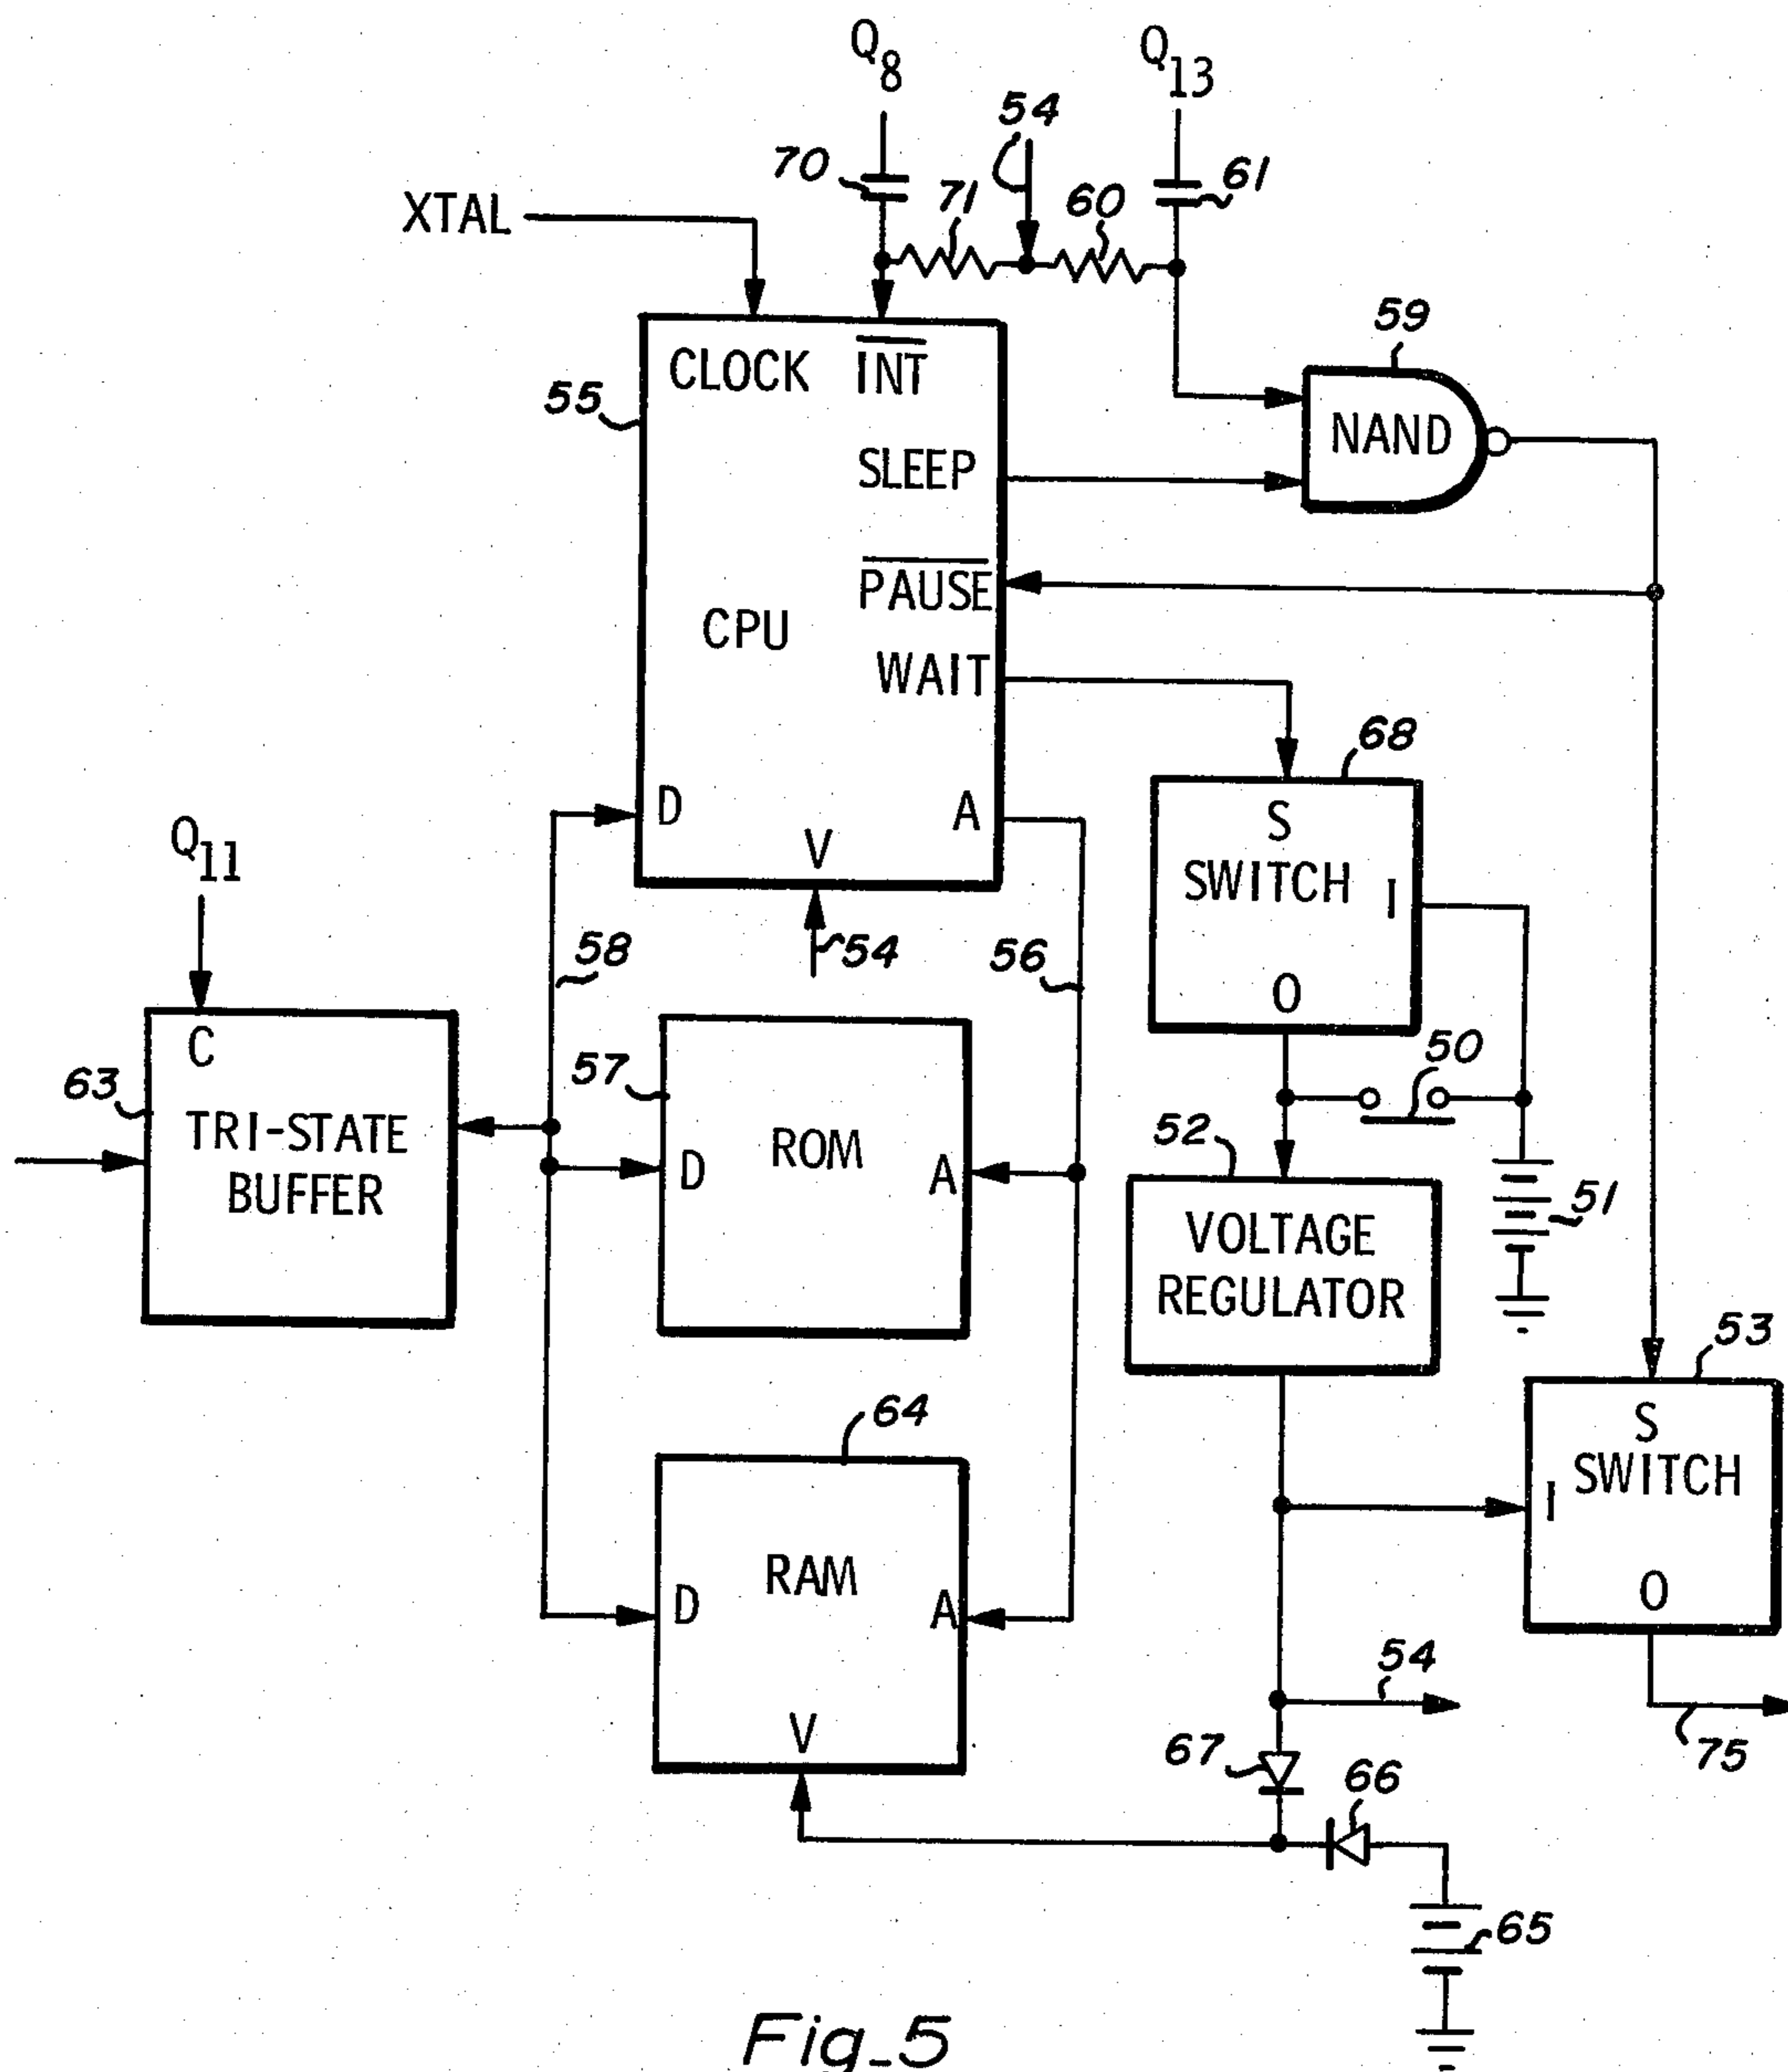 Q8
Q13
54
70
71
60
61
XTAL
59
55
CLOCK
INT
NAND
SLEEP
PAUSE
CPU
WAIT
68
D
V
A
S
SWITCH
I
O
Q11
58
54
56
50
C
63
TRI-STATE
BUFFER
57
D
ROM
A
52
51
VOLTAGE
REGULATOR
53
S
SWITCH
I
O
64
RAM
D
A
V
54
67
66
75
65
Fig_5